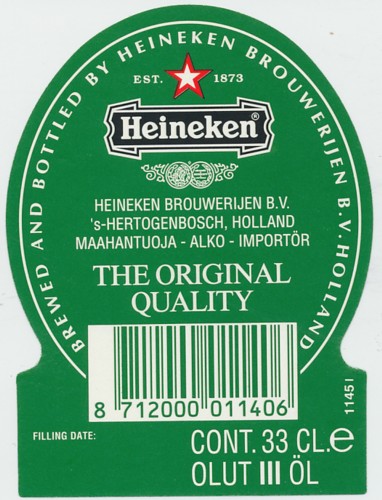 BREWED AND BOTTLED BY HEINEKEN BROUWERIJEN B.V. HOLLAND
EST. 1873
Heineken®
HEINEKEN BROUWERIJEN B.V.
's-HERTOGENBOSCH, HOLLAND
MAAHANTUOJA - ALKO - IMPORTÖR
THE ORIGINAL
QUALITY
8 712000 011406
11451
FILLING DATE:
CONT. 33 CL.e
OLUT III ÖL